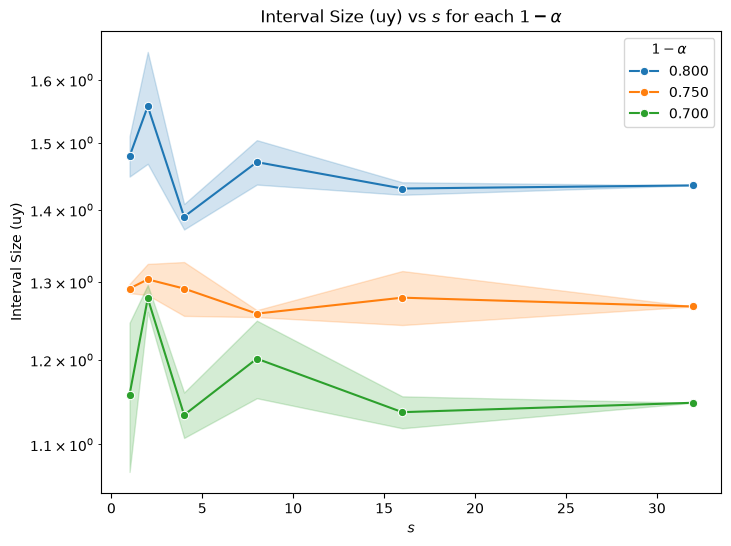 Interval Size (uy) vs s for each 1 − α
1 − α
0.800
0.750
0.700
1.6 × 10⁰
1.5 × 10⁰
1.4 × 10⁰
1.3 × 10⁰
1.2 × 10⁰
1.1 × 10⁰
Interval Size (uy)
0 5 10 15 20 25 30
s